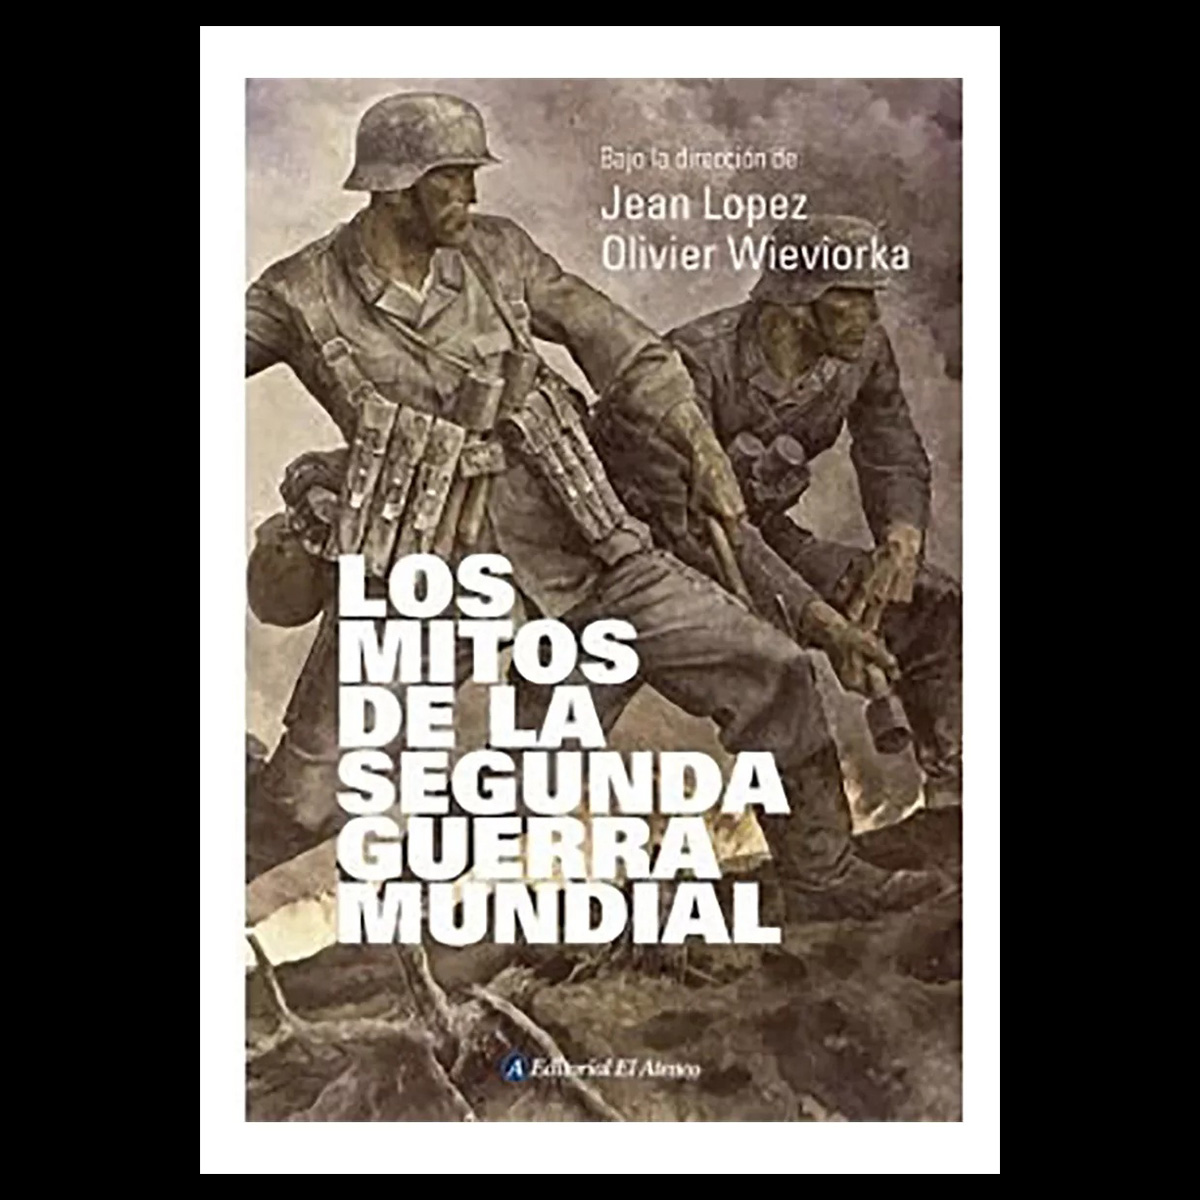 Bajo la dirección de
Jean Lopez
Olivier Wieviorka
LOS
MITOS
DE LA
SEGUNDA
GUERRA
MUNDIAL
A Editorial El Ateneo